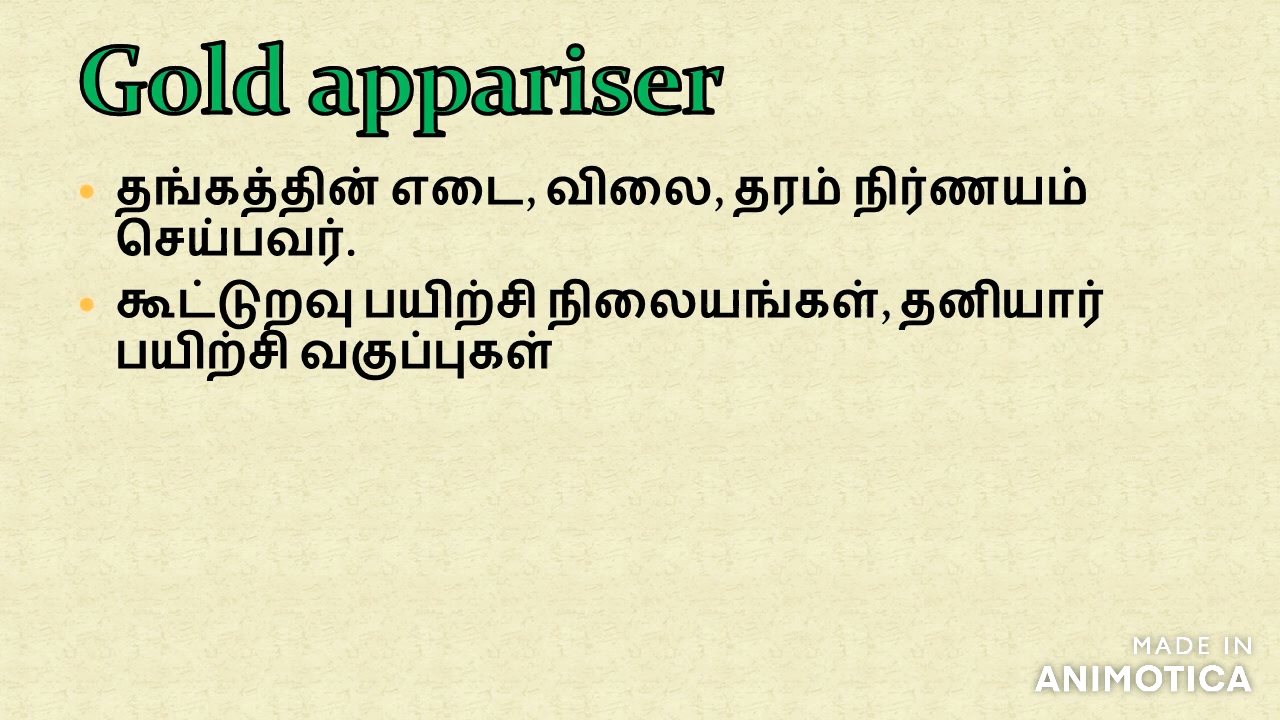 Gold appariser
• தங்கத்தின் எடை, விலை, தரம் நிர்ணயம்
செய்பவர்.
• கூட்டுறவு பயிற்சி நிலையங்கள், தனியார்
பயிற்சி வகுப்புகள்
MADE IN
ANIMOTICA